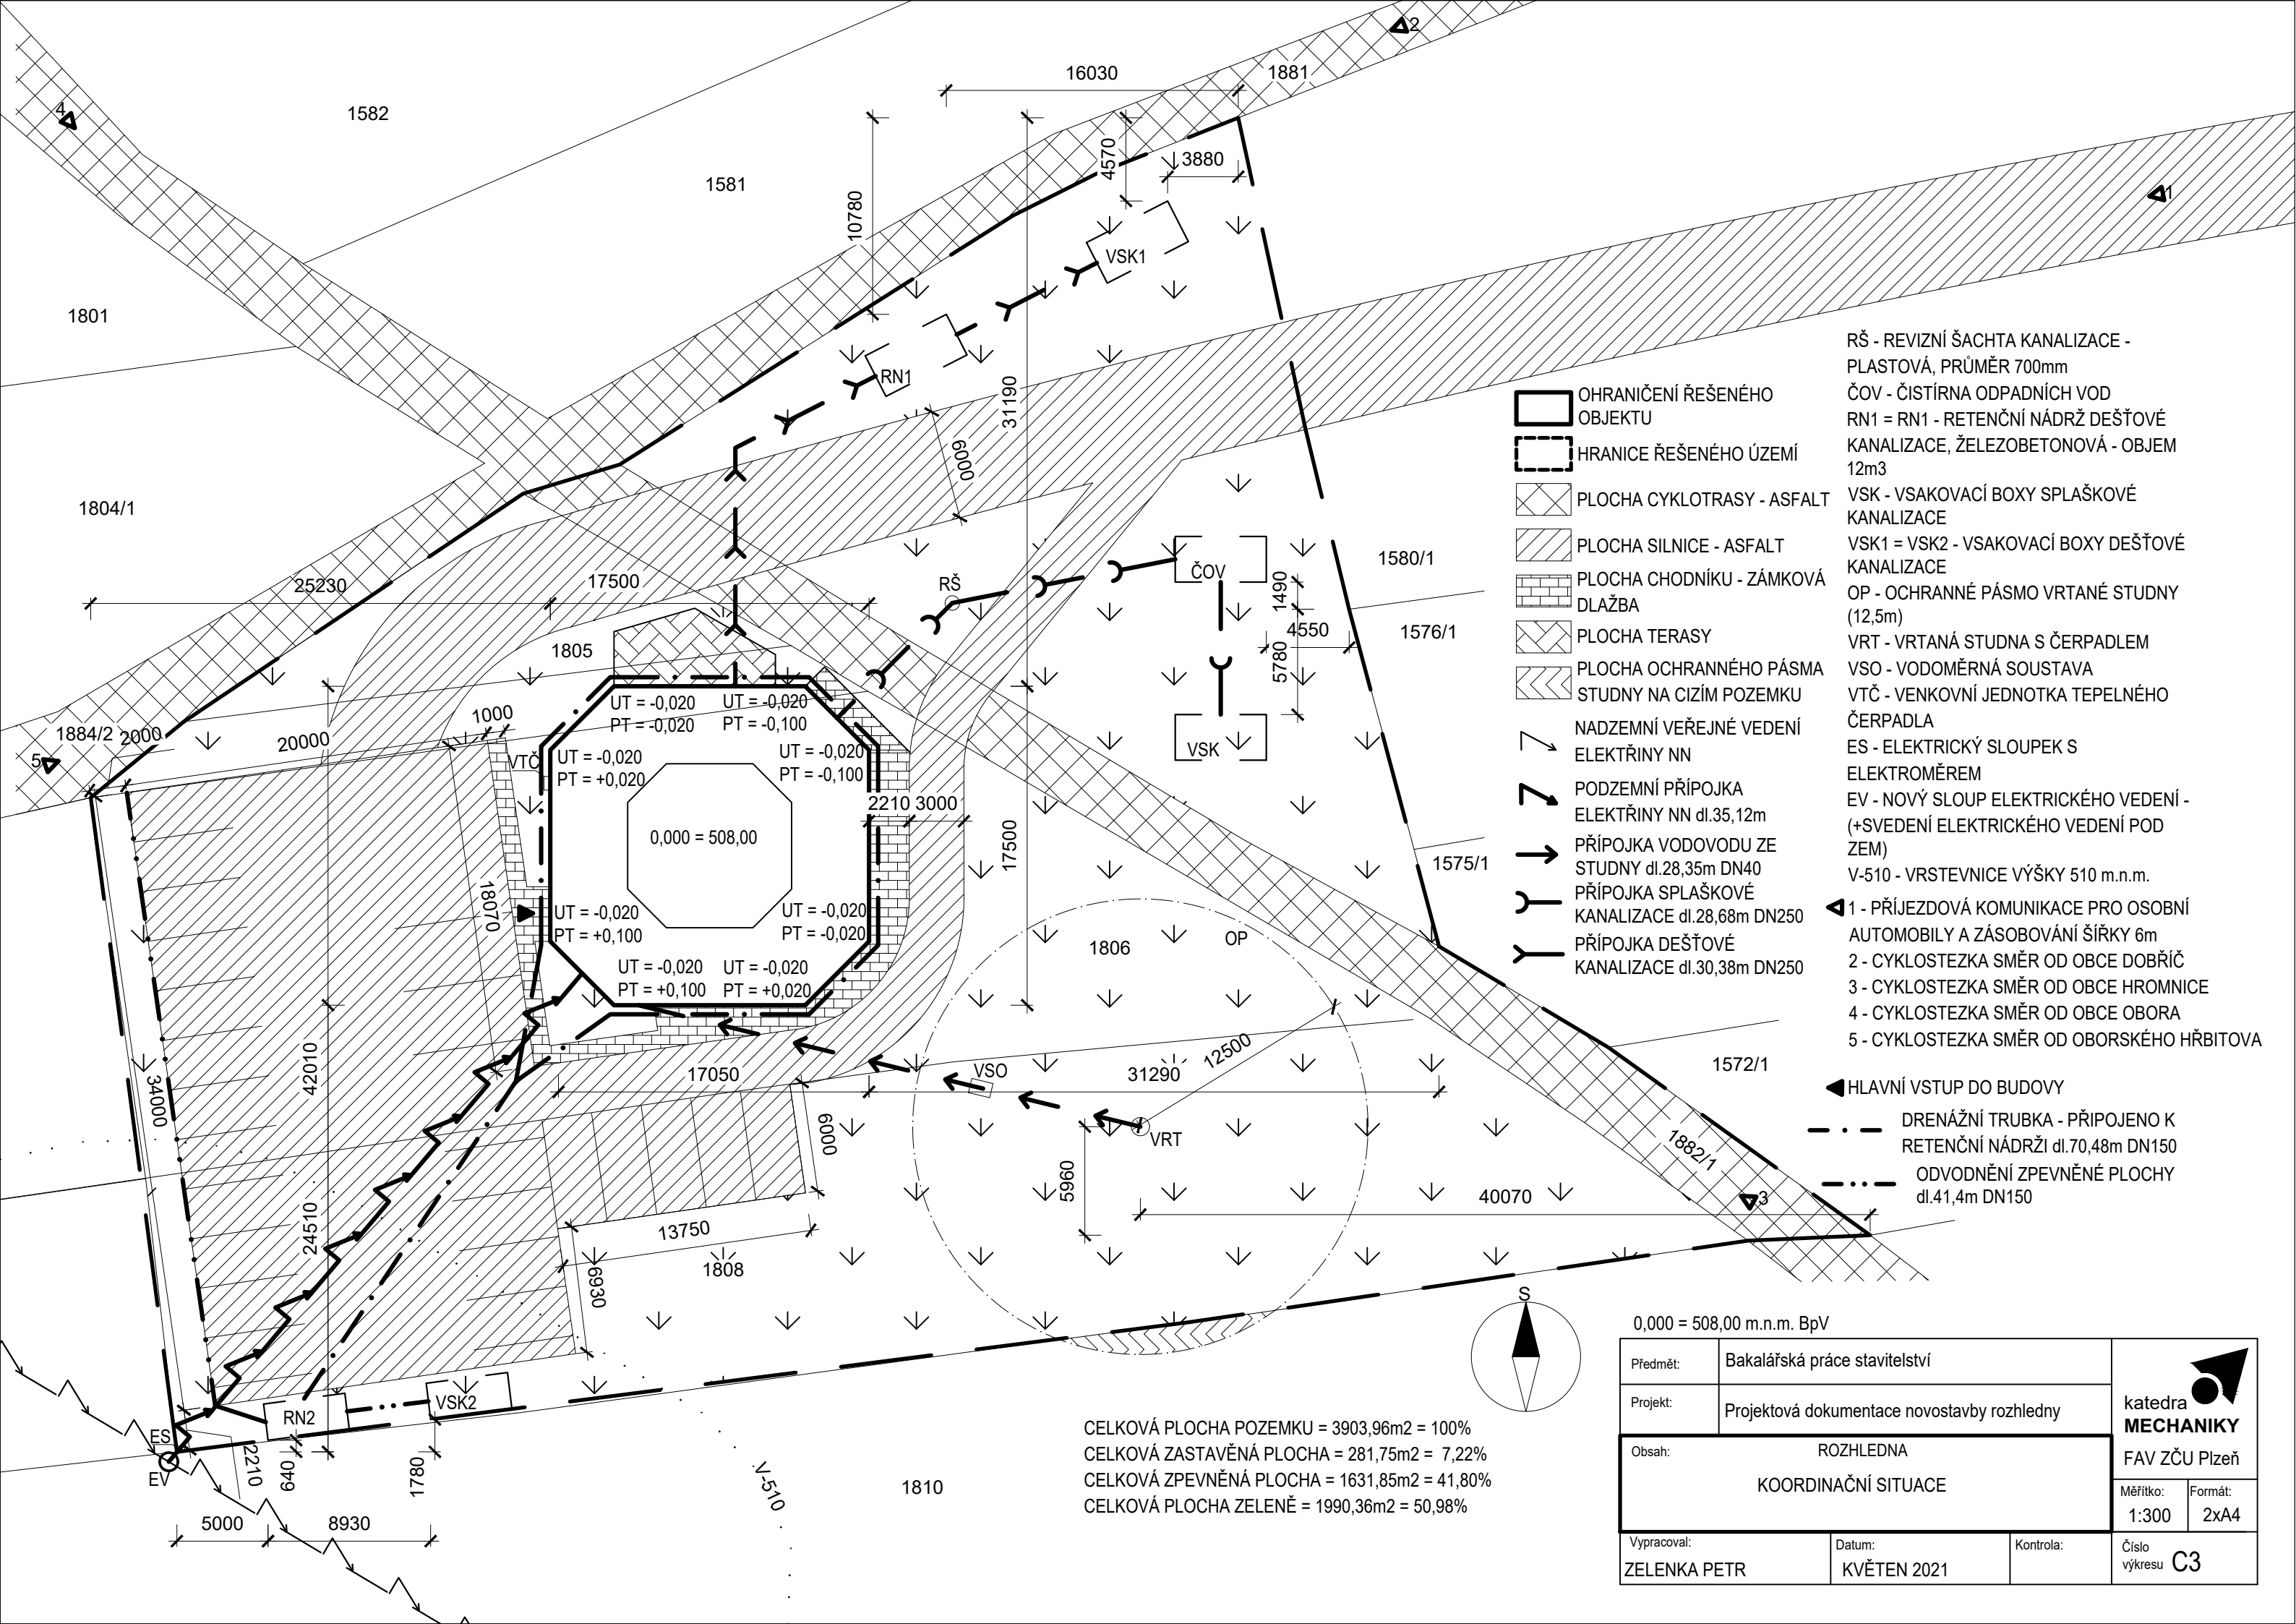 2
16030
1881
4
1582
4570
3880
1581
1
10780
VSK1
1801
RN1
31190
6000
1804/1
25230
17500
RŠ
ČOV
1490
1580/1
4550
1576/1
5780
1805
VSK
1884/2
2000
20000
1000
5
VTČ
UT = -0,020
PT = -0,020
UT = -0,020
PT = -0,100
UT = -0,020
PT = +0,020
UT = -0,020
PT = -0,100
2210
3000
0,000 = 508,00
17500
1575/1
18070
UT = -0,020
PT = +0,100
UT = -0,020
PT = -0,020
UT = -0,020
PT = +0,100
UT = -0,020
PT = +0,020
1806
OP
12500
42010
34000
17050
VSO
31290
1572/1
6000
VRT
5960
1882/1
3
40070
24510
13750
1808
6930
RN2
VSK2
ES
EV
2210
640
1780
5000
8930
V-510
1810
S
OHRANIČENÍ ŘEŠENÉHO
OBJEKTU
HRANICE ŘEŠENÉHO ÚZEMÍ
PLOCHA CYKLOTRASY - ASFALT
PLOCHA SILNICE - ASFALT
PLOCHA CHODNÍKU - ZÁMKOVÁ
DLAŽBA
PLOCHA TERASY
PLOCHA OCHRANNÉHO PÁSMA
STUDNY NA CIZÍM POZEMKU
NADZEMNÍ VEŘEJNÉ VEDENÍ
ELEKTŘINY NN
PODZEMNÍ PŘÍPOJKA
ELEKTŘINY NN dl.35,12m
PŘÍPOJKA VODOVODU ZE
STUDNY dl.28,35m DN40
PŘÍPOJKA SPLAŠKOVÉ
KANALIZACE dl.28,68m DN250
PŘÍPOJKA DEŠŤOVÉ
KANALIZACE dl.30,38m DN250
RŠ - REVIZNÍ ŠACHTA KANALIZACE -
PLASTOVÁ, PRŮMĚR 700mm
ČOV - ČISTÍRNA ODPADNÍCH VOD
RN1 = RN1 - RETENČNÍ NÁDRŽ DEŠŤOVÉ
KANALIZACE, ŽELEZOBETONOVÁ - OBJEM
12m3
VSK - VSAKOVACÍ BOXY SPLAŠKOVÉ
KANALIZACE
VSK1 = VSK2 - VSAKOVACÍ BOXY DEŠŤOVÉ
KANALIZACE
OP - OCHRANNÉ PÁSMO VRTANÉ STUDNY
(12,5m)
VRT - VRTANÁ STUDNA S ČERPADLEM
VSO - VODOMĚRNÁ SOUSTAVA
VTČ - VENKOVNÍ JEDNOTKA TEPELNÉHO
ČERPADLA
ES - ELEKTRICKÝ SLOUPEK S
ELEKTROMĚREM
EV - NOVÝ SLOUP ELEKTRICKÉHO VEDENÍ -
(+SVEDENÍ ELEKTRICKÉHO VEDENÍ POD
ZEM)
V-510 - VRSTEVNICE VÝŠKY 510 m.n.m.
1 - PŘÍJEZDOVÁ KOMUNIKACE PRO OSOBNÍ
AUTOMOBILY A ZÁSOBOVÁNÍ ŠÍŘKY 6m
2 - CYKLOSTEZKA SMĚR OD OBCE DOBŘÍČ
3 - CYKLOSTEZKA SMĚR OD OBCE HROMNICE
4 - CYKLOSTEZKA SMĚR OD OBCE OBORA
5 - CYKLOSTEZKA SMĚR OD OBORSKÉHO HŘBITOVA
HLAVNÍ VSTUP DO BUDOVY
DRENÁŽNÍ TRUBKA - PŘIPOJENO K
RETENČNÍ NÁDRŽI dl.70,48m DN150
ODVODNĚNÍ ZPEVNĚNÉ PLOCHY
dl.41,4m DN150
CELKOVÁ PLOCHA POZEMKU = 3903,96m2 = 100%
CELKOVÁ ZASTAVĚNÁ PLOCHA = 281,75m2 = 7,22%
CELKOVÁ ZPEVNĚNÁ PLOCHA = 1631,85m2 = 41,80%
CELKOVÁ PLOCHA ZELENĚ = 1990,36m2 = 50,98%
0,000 = 508,00 m.n.m. BpV
Předmět:
Bakalářská práce stavitelství
Projekt:
Projektová dokumentace novostavby rozhledny
katedra
MECHANIKY
FAV ZČU Plzeň
Obsah:
ROZHLEDNA
KOORDINAČNÍ SITUACE
Měřítko:
1:300
Formát:
2xA4
Vypracoval:
ZELENKA PETR
Datum:
KVĚTEN 2021
Kontrola:
Číslo
výkresu C3